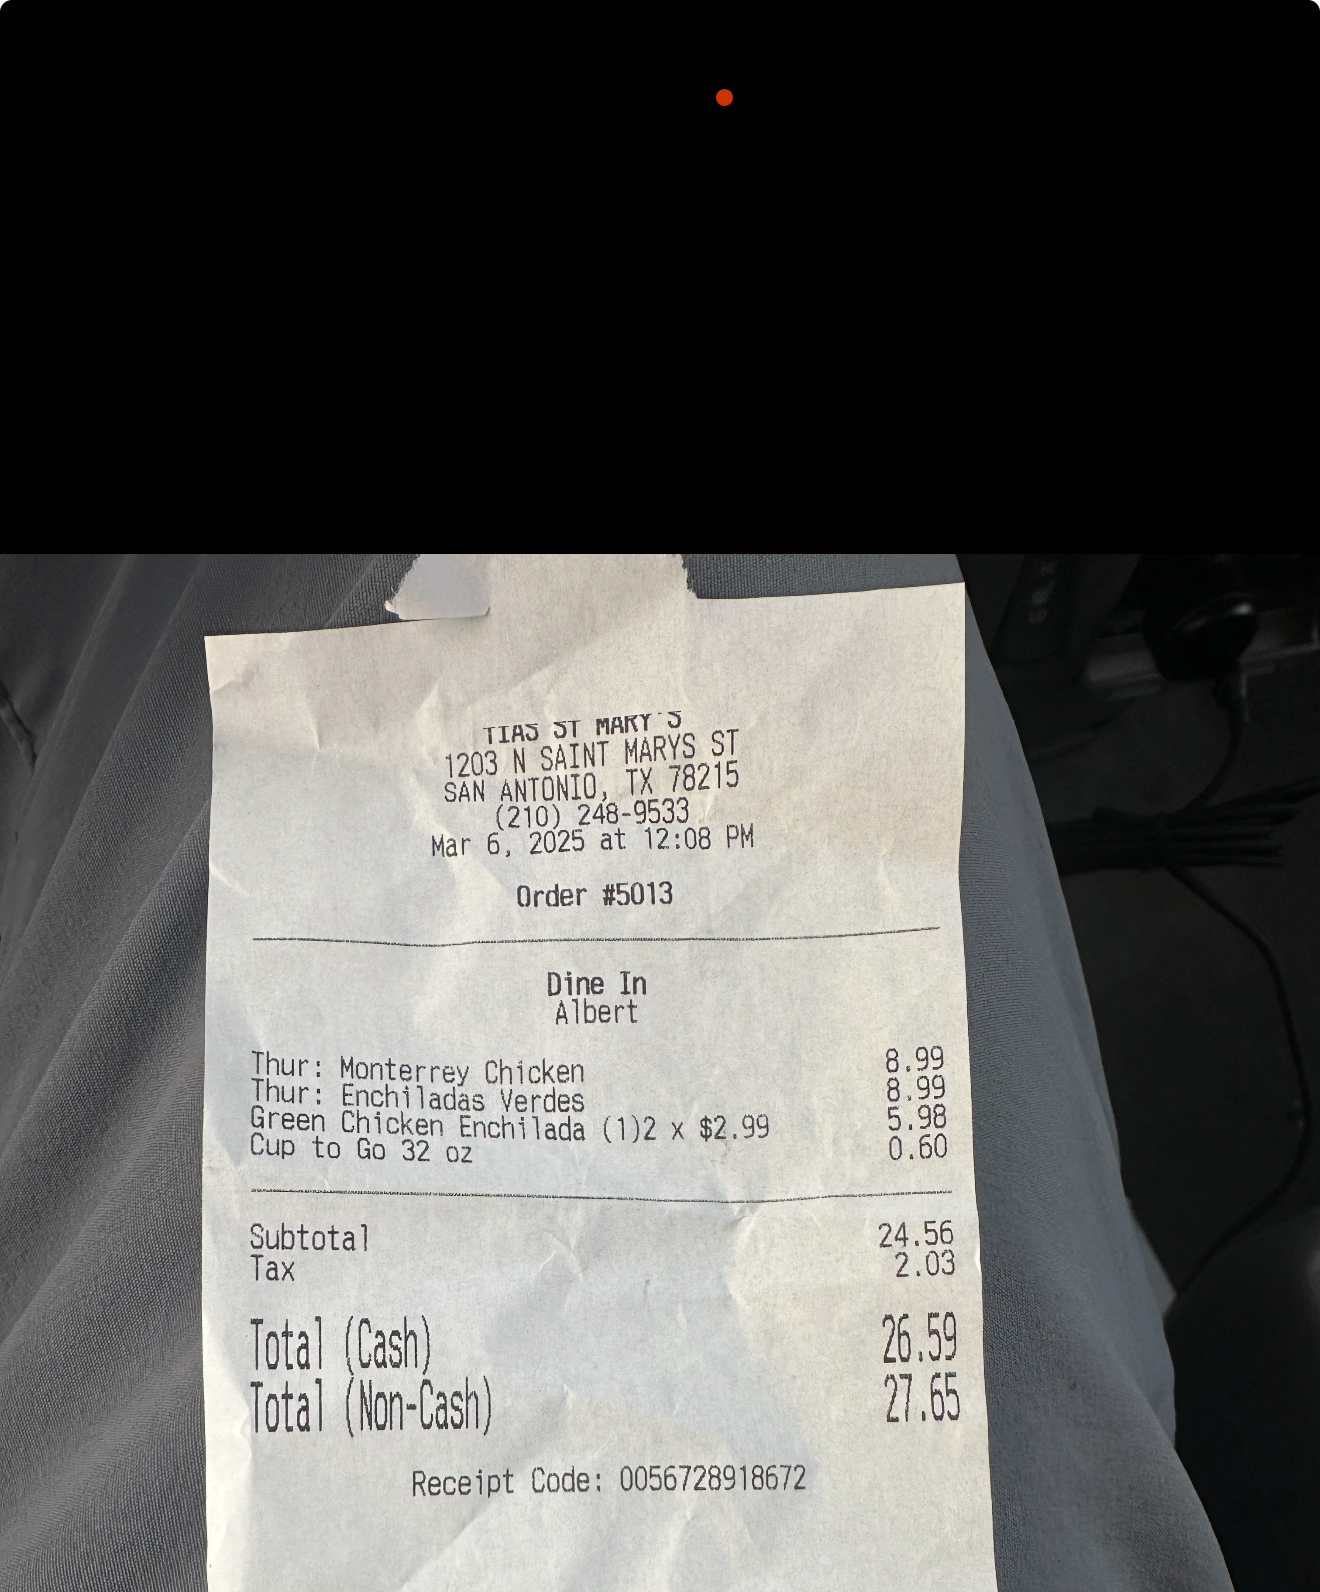 TIAS ST MARY'S
1203 N SAINT MARYS ST
SAN ANTONIO, TX 78215
(210) 248-9533
Mar 6, 2025 at 12:08 PM
Order #5013
Dine In
Albert
Thur: Monterrey Chicken 8.99
Thur: Enchiladas Verdes 8.99
Green Chicken Enchilada (1)2 x $2.99 5.98
Cup to Go 32 oz 0.60
Subtotal 24.56
Tax 2.03
Total (Cash) 26.59
Total (Non-Cash) 27.65
Receipt Code: 0056728918672